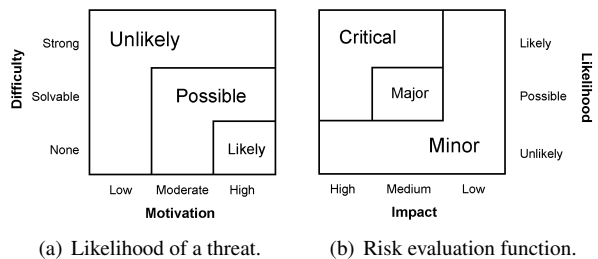 Difficulty
Strong
Solvable
None
Unlikely
Possible
Likely
Low Moderate High
Motivation
(a) Likelihood of a threat.
Critical
Major
Minor
Likely
Possible
Unlikely
Likelihood
High Medium Low
Impact
(b) Risk evaluation function.